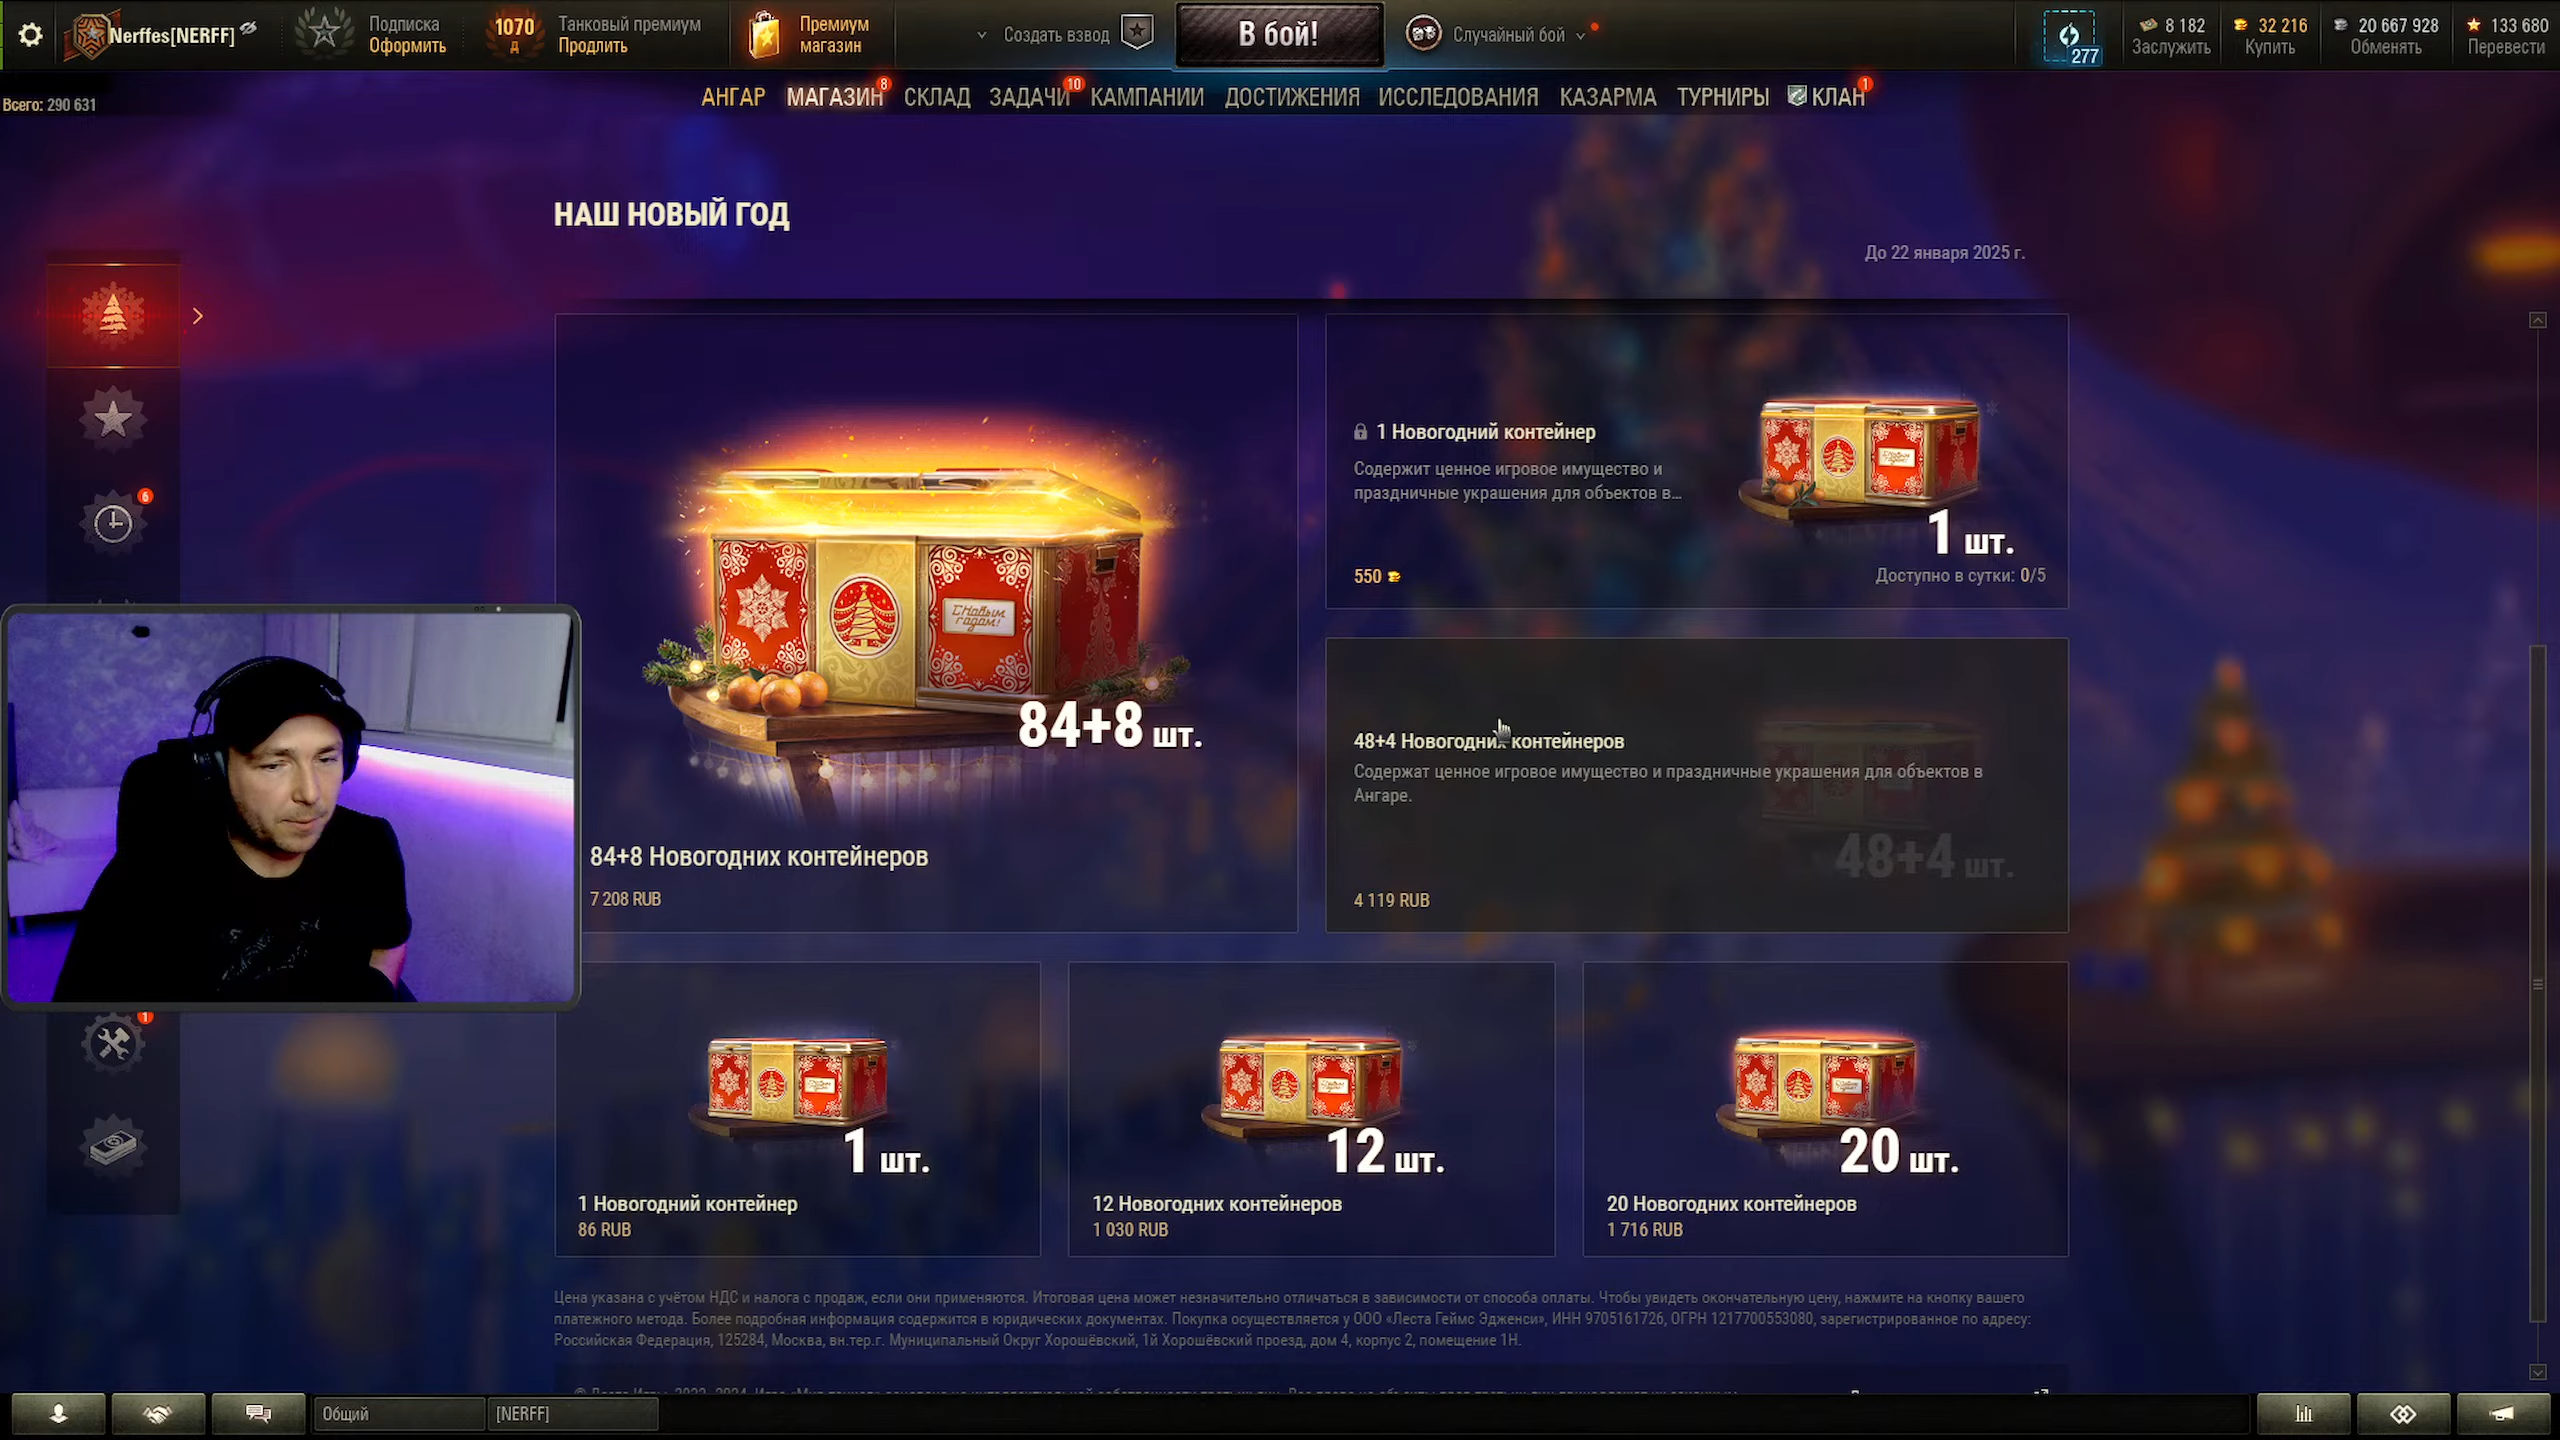 Nerffes[NERFF]
Подписка
Оформить
1070
д
Танковый премиум
Продлить
Премиум
магазин
Создать взвод
В бой!
Случайный бой
277
8 182
Заслужить
32 216
Купить
20 667 928
Обменять
133 680
Перевести
Всего: 290 631
АНГАР
МАГАЗИН
8
СКЛАД
ЗАДАЧИ
10
КАМПАНИИ
ДОСТИЖЕНИЯ
ИССЛЕДОВАНИЯ
КАЗАРМА
ТУРНИРЫ
КЛАН
1
НАШ НОВЫЙ ГОД
До 22 января 2025 г.
6
С Новым
годом!
84+8 шт.
84+8 Новогодних контейнеров
7 208 RUB
1 Новогодний контейнер
Содержит ценное игровое имущество и
праздничные украшения для объектов в...
1 шт.
550
Доступно в сутки: 0/5
48+4 Новогодних контейнеров
Содержат ценное игровое имущество и праздничные украшения для объектов в
Ангаре.
48+4 шт.
4 119 RUB
1
1 шт.
1 Новогодний контейнер
86 RUB
12 шт.
12 Новогодних контейнеров
1 030 RUB
20 шт.
20 Новогодних контейнеров
1 716 RUB
Цена указана с учётом НДС и налога с продаж, если они применяются. Итоговая цена может незначительно отличаться в зависимости от способа оплаты. Чтобы увидеть окончательную цену, нажмите на кнопку вашего
платежного метода. Более подробная информация содержится в юридических документах. Покупка осуществляется у ООО «Леста Геймс Эдженси», ИНН 9705161726, ОГРН 1217700553080, зарегистрированное по адресу:
Российская Федерация, 125284, Москва, вн.тер.г. Муниципальный Округ Хорошёвский, 1й Хорошёвский проезд, дом 4, корпус 2, помещение 1Н.
Общий
[NERFF]